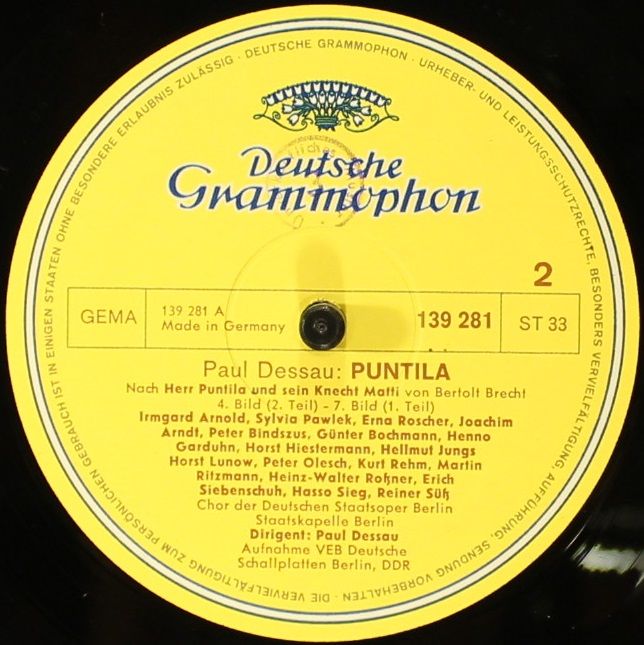 URHEBER- UND LEISTUNGSSCHUTZRECHTE, BESONDERS VERVIELFÄLTIGUNG, AUFFÜHRUNG, SENDUNG VORBEHALTEN · DIE VERVIELFÄLTIGUNG ZUM PERSÖNLICHEN GEBRAUCH IST IN EINIGEN STAATEN OHNE BESONDERE ERLAUBNIS ZULÄSSIG · DEUTSCHE GRAMMOPHON ·
Deutsche
Grammophon
2
GEMA
139 281 A
Made in Germany
139 281
ST 33
Paul Dessau: PUNTILA
Nach Herr Puntila und sein Knecht Matti von Bertolt Brecht
4. Bild (2. Teil) - 7. Bild (1. Teil)
Irmgard Arnold, Sylvia Pawlek, Erna Roscher, Joachim
Arndt, Peter Bindszus, Günter Bochmann, Henno
Garduhn, Horst Hiestermann, Hellmut Jungs
Horst Lunow, Peter Olesch, Kurt Rehm, Martin
Ritzmann, Heinz-Walter Roßner, Erich
Siebenschuh, Hasso Sieg, Reiner Süß
Chor der Deutschen Staatsoper Berlin
Staatskapelle Berlin
Dirigent: Paul Dessau
Aufnahme VEB Deutsche
Schallplatten Berlin, DDR